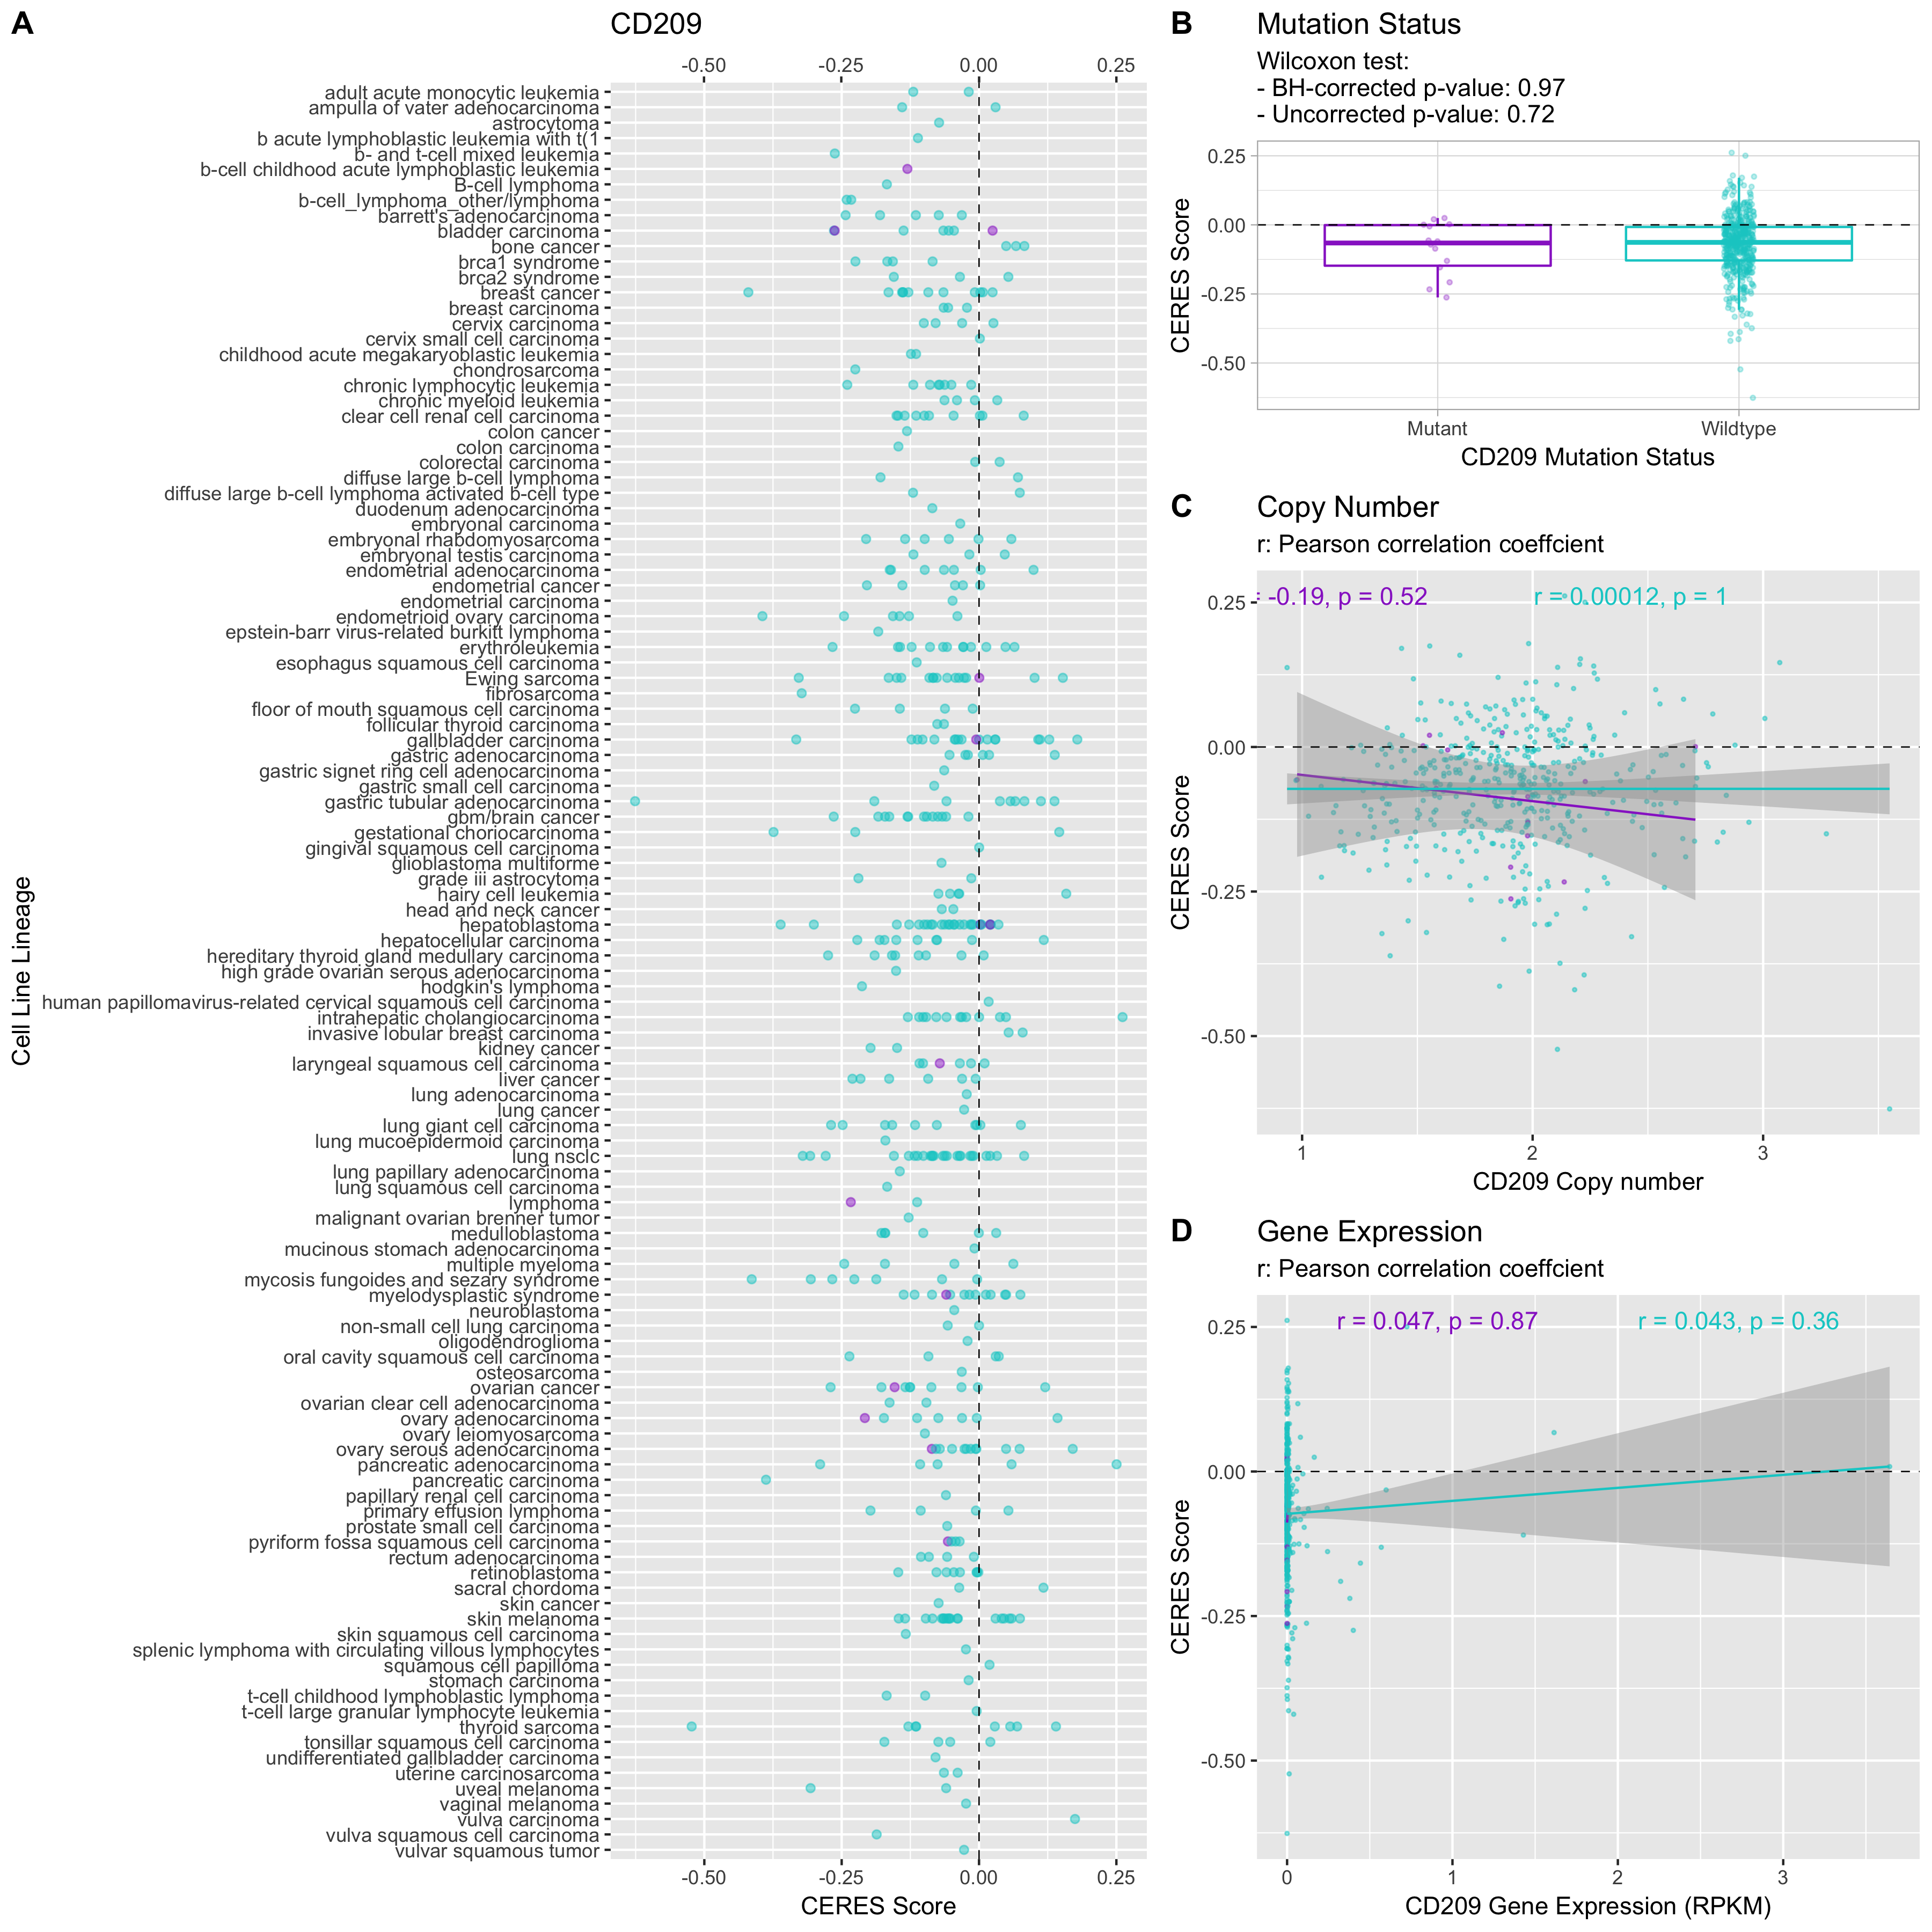 A
CD209
-0.50 -0.25 0.00 0.25
Cell Line Lineage
adult acute monocytic leukemia
ampulla of vater adenocarcinoma
astrocytoma
b acute lymphoblastic leukemia with t(1
b- and t-cell mixed leukemia
b-cell childhood acute lymphoblastic leukemia
B-cell lymphoma
b-cell_lymphoma_other/lymphoma
barrett's adenocarcinoma
bladder carcinoma
bone cancer
brca1 syndrome
brca2 syndrome
breast cancer
breast carcinoma
cervix carcinoma
cervix small cell carcinoma
childhood acute megakaryoblastic leukemia
chondrosarcoma
chronic lymphocytic leukemia
chronic myeloid leukemia
clear cell renal cell carcinoma
colon cancer
colon carcinoma
colorectal carcinoma
diffuse large b-cell lymphoma
diffuse large b-cell lymphoma activated b-cell type
duodenum adenocarcinoma
embryonal carcinoma
embryonal rhabdomyosarcoma
embryonal testis carcinoma
endometrial adenocarcinoma
endometrial cancer
endometrial carcinoma
endometrioid ovary carcinoma
epstein-barr virus-related burkitt lymphoma
erythroleukemia
esophagus squamous cell carcinoma
Ewing sarcoma
fibrosarcoma
floor of mouth squamous cell carcinoma
follicular thyroid carcinoma
gallbladder carcinoma
gastric adenocarcinoma
gastric signet ring cell adenocarcinoma
gastric small cell carcinoma
gastric tubular adenocarcinoma
gbm/brain cancer
gestational choriocarcinoma
gingival squamous cell carcinoma
glioblastoma multiforme
grade iii astrocytoma
hairy cell leukemia
head and neck cancer
hepatoblastoma
hepatocellular carcinoma
hereditary thyroid gland medullary carcinoma
high grade ovarian serous adenocarcinoma
hodgkin's lymphoma
human papillomavirus-related cervical squamous cell carcinoma
intrahepatic cholangiocarcinoma
invasive lobular breast carcinoma
kidney cancer
laryngeal squamous cell carcinoma
liver cancer
lung adenocarcinoma
lung cancer
lung giant cell carcinoma
lung mucoepidermoid carcinoma
lung nsclc
lung papillary adenocarcinoma
lung squamous cell carcinoma
lymphoma
malignant ovarian brenner tumor
medulloblastoma
mucinous stomach adenocarcinoma
multiple myeloma
mycosis fungoides and sezary syndrome
myelodysplastic syndrome
neuroblastoma
non-small cell lung carcinoma
oligodendroglioma
oral cavity squamous cell carcinoma
osteosarcoma
ovarian cancer
ovarian clear cell adenocarcinoma
ovary adenocarcinoma
ovary leiomyosarcoma
ovary serous adenocarcinoma
pancreatic adenocarcinoma
pancreatic carcinoma
papillary renal cell carcinoma
primary effusion lymphoma
prostate small cell carcinoma
pyriform fossa squamous cell carcinoma
rectum adenocarcinoma
retinoblastoma
sacral chordoma
skin cancer
skin melanoma
skin squamous cell carcinoma
splenic lymphoma with circulating villous lymphocytes
squamous cell papilloma
stomach carcinoma
t-cell childhood lymphoblastic lymphoma
t-cell large granular lymphocyte leukemia
thyroid sarcoma
tonsillar squamous cell carcinoma
undifferentiated gallbladder carcinoma
uterine carcinosarcoma
uveal melanoma
vaginal melanoma
vulva carcinoma
vulva squamous cell carcinoma
vulvar squamous tumor
-0.50 -0.25 0.00 0.25
CERES Score
B
Mutation Status
Wilcoxon test:
- BH-corrected p-value: 0.97
- Uncorrected p-value: 0.72
CERES Score
0.25
0.00
-0.25
-0.50
Mutant Wildtype
CD209 Mutation Status
C
Copy Number
r: Pearson correlation coeffcient
: -0.19, p = 0.52 r = 0.00012, p = 1
CERES Score
0.25
0.00
-0.25
-0.50
1 2 3
CD209 Copy number
D
Gene Expression
r: Pearson correlation coeffcient
r = 0.047, p = 0.87 r = 0.043, p = 0.36
CERES Score
0.25
0.00
-0.25
-0.50
0 1 2 3
CD209 Gene Expression (RPKM)